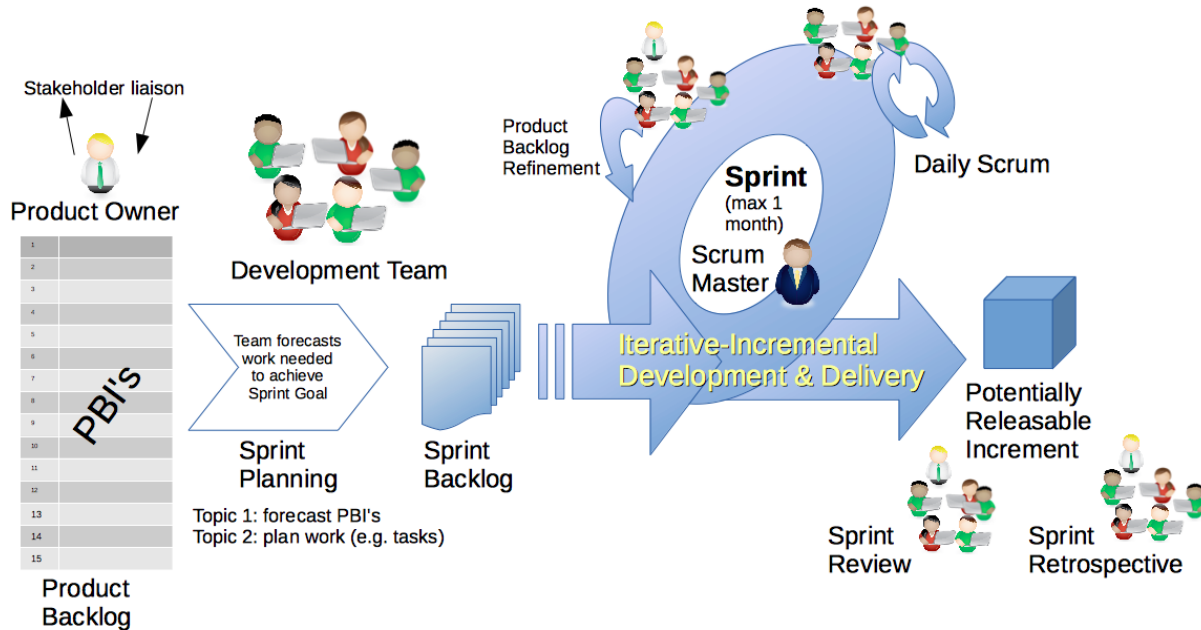 Stakeholder liaison
Product Owner
1
2
3
4
5
6
7
8
9
10
11
12
13
14
15
PBI's
Product
Backlog
Development Team
Team forecasts
work needed
to achieve
Sprint Goal
Sprint
Planning
Topic 1: forecast PBI's
Topic 2: plan work (e.g. tasks)
Sprint
Backlog
Product
Backlog
Refinement
Sprint
(max 1
month)
Scrum
Master
Daily Scrum
Iterative-Incremental
Development & Delivery
Potentially
Releasable
Increment
Sprint
Review
Sprint
Retrospective